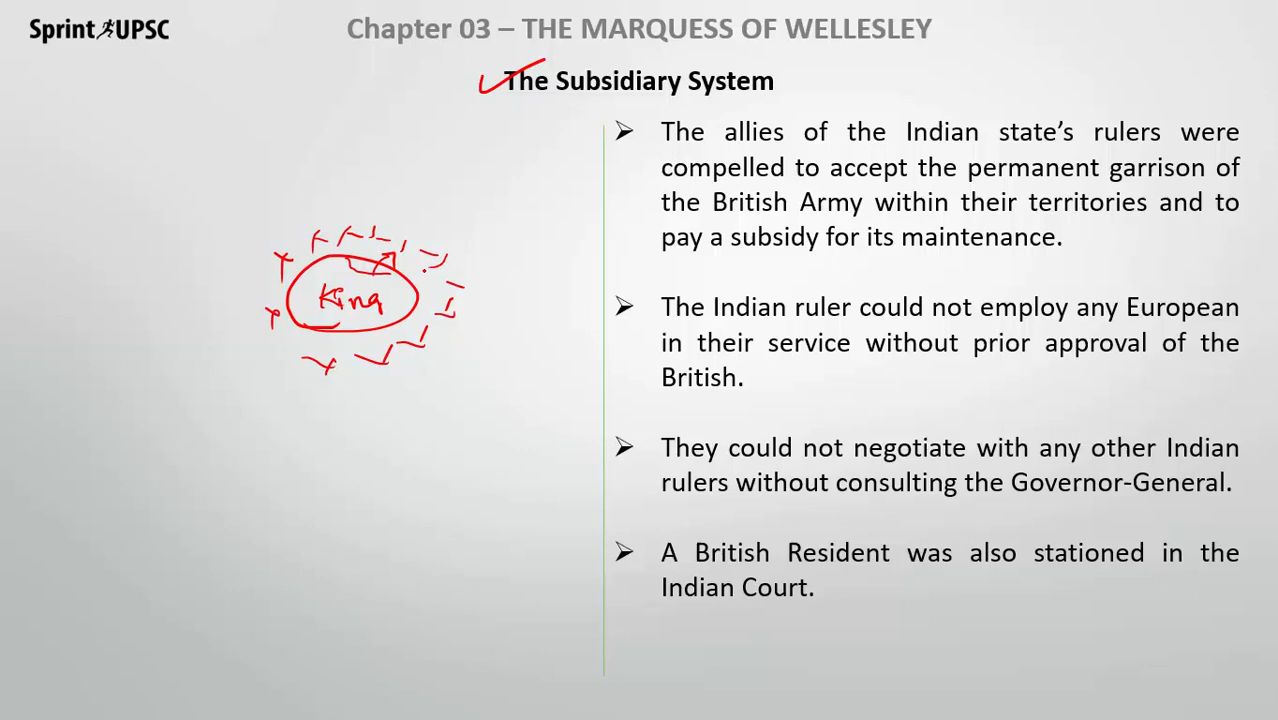 Sprint UPSC
Chapter 03 – THE MARQUESS OF WELLESLEY
The Subsidiary System
➢ The allies of the Indian state's rulers were
compelled to accept the permanent garrison of
the British Army within their territories and to
pay a subsidy for its maintenance.
➢ The Indian ruler could not employ any European
in their service without prior approval of the
British.
➢ They could not negotiate with any other Indian
rulers without consulting the Governor-General.
➢ A British Resident was also stationed in the
Indian Court.
King